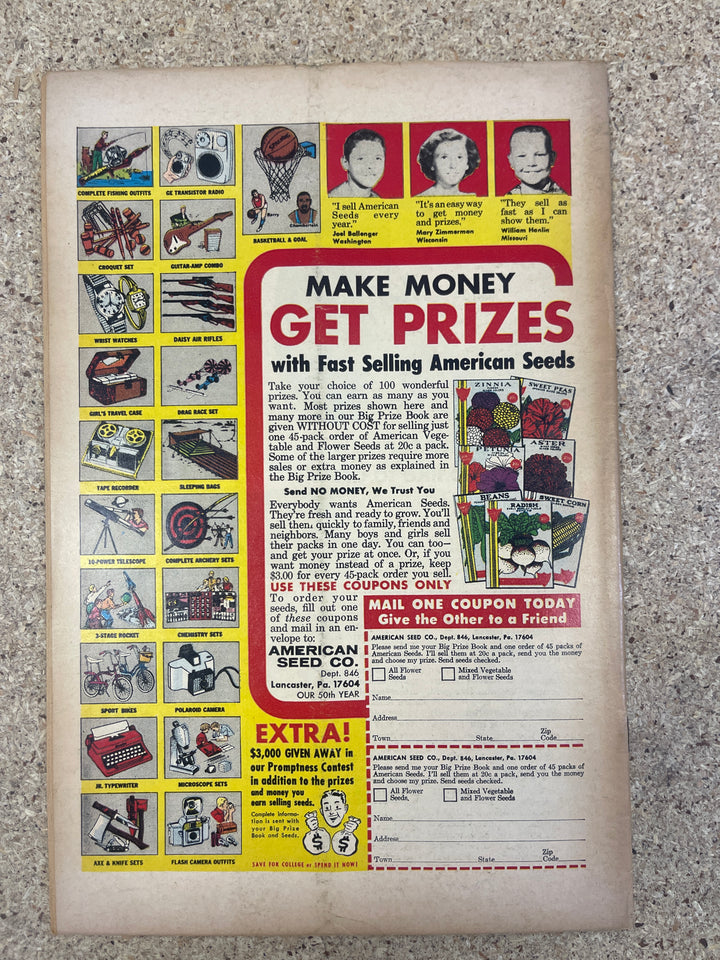 COMPLETE FISHING OUTFITS
GE TRANSISTOR RADIO
SPALDING
Barry
Chamberlain
BASKETBALL & GOAL
"I sell American
Seeds every
year."
Joel Ballenger
Washington
"It's an easy way
to get money
and prizes."
Mary Zimmerman
Wisconsin
"They sell as
fast as I can
show them."
William Hanlin
Missouri
CROQUET SET
GUITAR-AMP COMBO
WRIST WATCHES
DAISY AIR RIFLES
GIRL'S TRAVEL CASE
DRAG RACE SET
TAPE RECORDER
SLEEPING BAGS
10-POWER TELESCOPE
COMPLETE ARCHERY SETS
3-STAGE ROCKET
CHEMISTRY SETS
SPORT BIKES
POLAROID CAMERA
JR. TYPEWRITER
MICROSCOPE SETS
AXE & KNIFE SETS
FLASH CAMERA OUTFITS
MAKE MONEY
GET PRIZES
with Fast Selling American Seeds
Take your choice of 100 wonderful
prizes. You can earn as many as you
want. Most prizes shown here and
many more in our Big Prize Book are
given WITHOUT COST for selling just
one 45-pack order of American Vege-
table and Flower Seeds at 20c a pack.
Some of the larger prizes require more
sales or extra money as explained in
the Big Prize Book.
Send NO MONEY, We Trust You
Everybody wants American Seeds.
They're fresh and ready to grow. You'll
sell then. quickly to family, friends and
neighbors. Many boys and girls sell
their packs in one day. You can too—
and get your prize at once. Or, if you
want money instead of a prize, keep
$3.00 for every 45-pack order you sell.
ZINNIA
SWEET PEAS
PETUNIA
ASTER
BEANS
RADISH
SWEET CORN
USE THESE COUPONS ONLY
To order your
seeds, fill out one
of these coupons
and mail in an en-
velope to:
AMERICAN
SEED CO.
Dept. 846
Lancaster, Pa. 17604
OUR 50th YEAR
MAIL ONE COUPON TODAY
Give the Other to a Friend
AMERICAN SEED CO., Dept. 846, Lancaster, Pa. 17604
Please send me your Big Prize Book and one order of 45 packs of
American Seeds. I'll sell them at 20c a pack, send you the money
and choose my prize. Send seeds checked.
All Flower
Seeds
Mixed Vegetable
and Flower Seeds
Name
Address
Town State Zip
Code
AMERICAN SEED CO., Dept. 846, Lancaster, Pa. 17604
Please send me your Big Prize Book and one order of 45 packs of
American Seeds. I'll sell them at 20c a pack, send you the money
and choose my prize. Send seeds checked.
All Flower
Seeds,
Mixed Vegetable
and Flower Seeds
Name
Address
Town State Zip
Code
EXTRA!
$3,000 GIVEN AWAY in
our Promptness Contest
in addition to the prizes
and money you
earn selling seeds.
Complete informa-
tion is sent with
your Big Prize
Book and Seeds.
$
$
SAVE FOR COLLEGE or SPEND IT NOW!